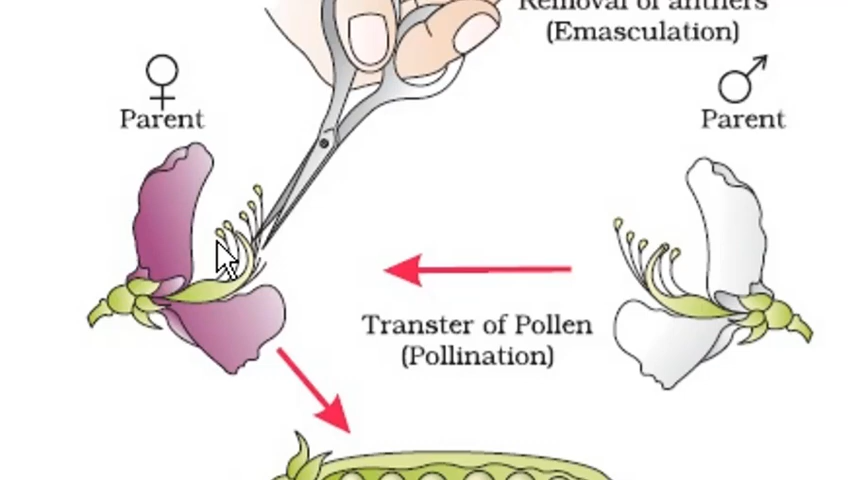 Removal of anthers
(Emasculation)
Parent
Parent
Transter of Pollen
(Pollination)